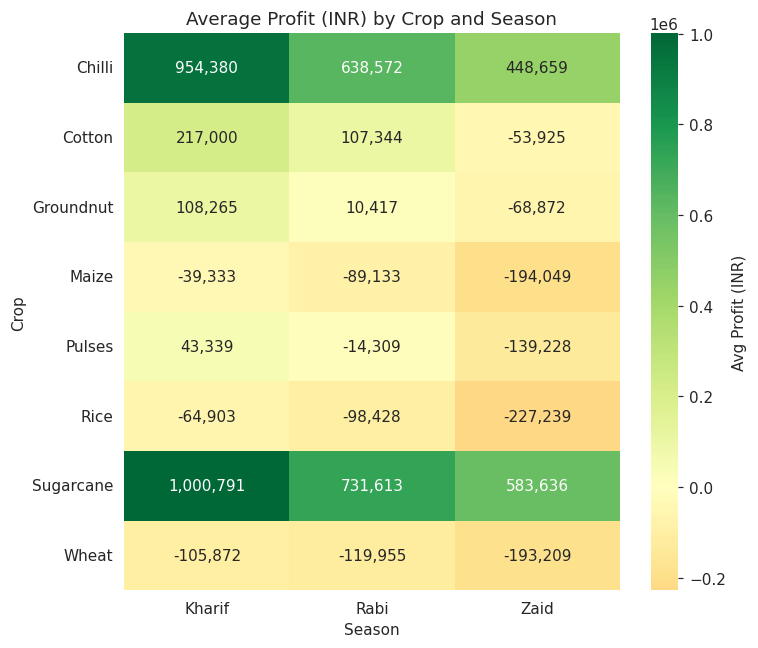 Average Profit (INR) by Crop and Season
1e6
Crop
Chilli 954,380 638,572 448,659
Cotton 217,000 107,344 -53,925
Groundnut 108,265 10,417 -68,872
Maize -39,333 -89,133 -194,049
Pulses 43,339 -14,309 -139,228
Rice -64,903 -98,428 -227,239
Sugarcane 1,000,791 731,613 583,636
Wheat -105,872 -119,955 -193,209
Kharif Rabi Zaid
Season
1.0
0.8
0.6
0.4
0.2
0.0
−0.2
Avg Profit (INR)